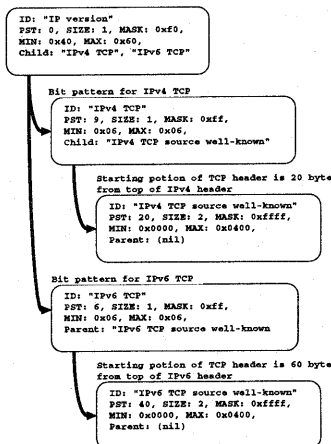 ID: "IP version"
PST: 0, SIZE: 1, MASK: 0xf0,
MIN: 0x40, MAX: 0x60,
Child: "IPv4 TCP", "IPv6 TCP"
Bit pattern for IPv4 TCP
ID: "IPv4 TCP"
PST: 9, SIZE: 1, MASK: 0xff,
MIN: 0x06, MAX: 0x06,
Child: "IPv4 TCP source well-known"
Starting potion of TCP header is 20 byte
from top of IPv4 header
ID: "IPv4 TCP source well-known"
PST: 20, SIZE: 2, MASK: 0xffff,
MIN: 0x0000, MAX: 0x0400,
Parent: (nil)
Bit pattern for IPv6 TCP
ID: "IPv6 TCP"
PST: 6, SIZE: 1, MASK: 0xff,
MIN: 0x06, MAX: 0x06,
Parent: "IPv6 TCP source well-known
Starting potion of TCP header is 60 byte
from top of IPv6 header
ID: "IPv6 TCP source well-known"
PST: 40, SIZE: 2, MASK: 0xffff,
MIN: 0x0000, MAX: 0x0400,
Parent: (nil)